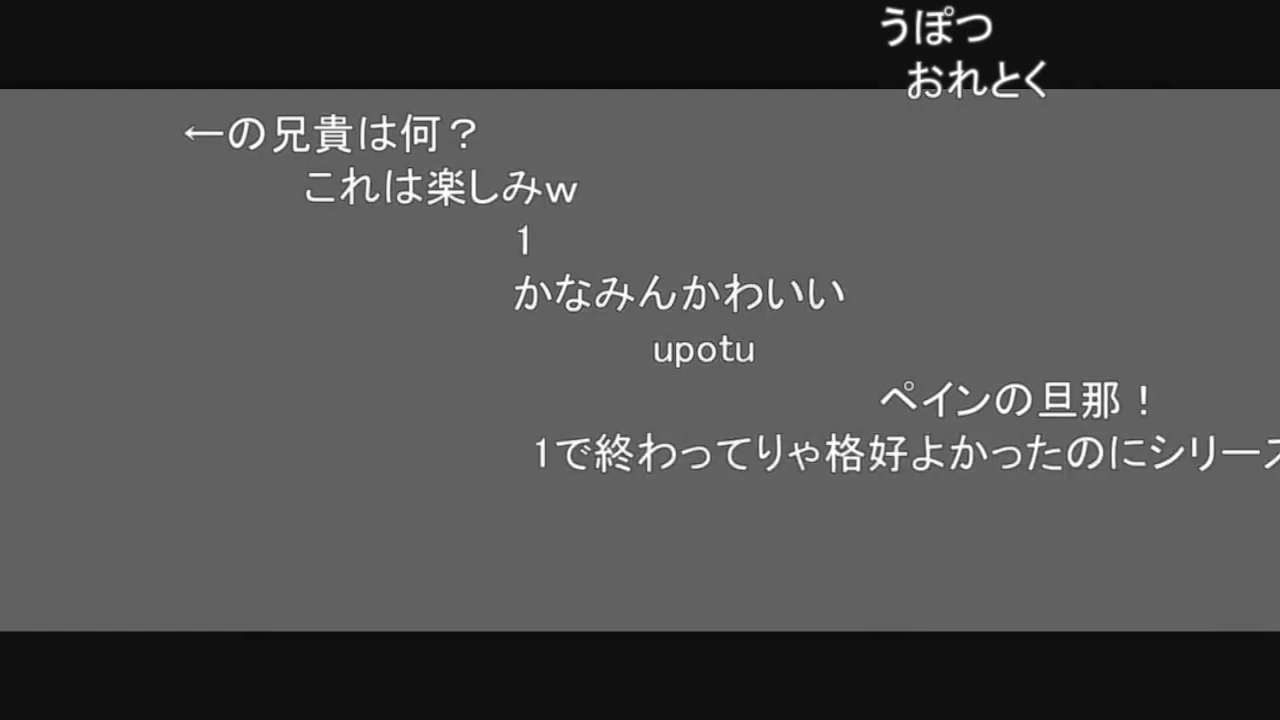 うぽつ
おれとく
←の兄貴は何？
これは楽しみｗ
1
かなみんかわいい
upotu
ペインの旦那！
1で終わってりゃ格好よかったのにシリーズ